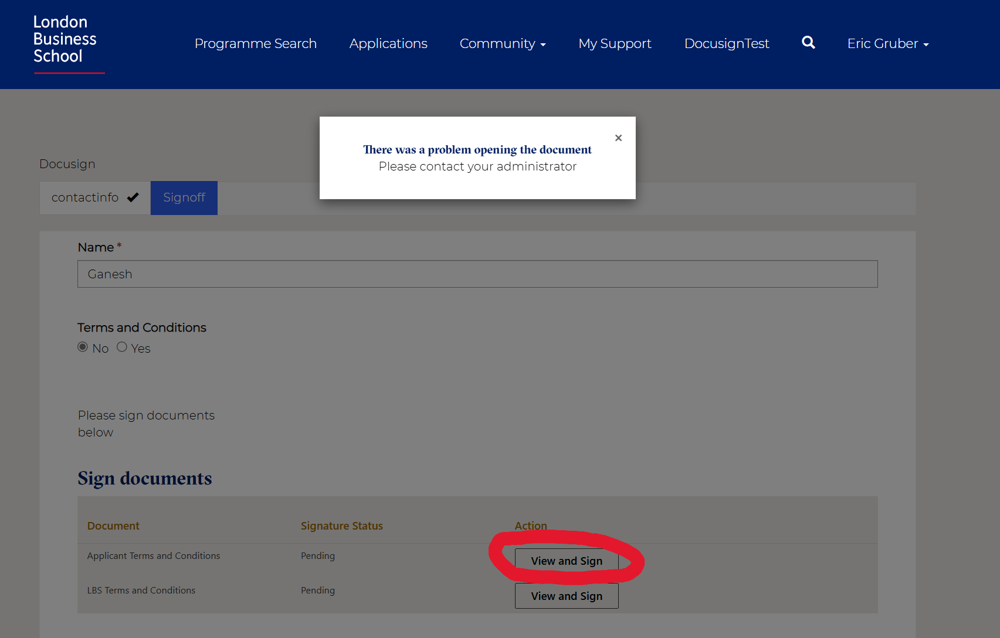 London
Business
School
Programme Search Applications Community My Support DocusignTest Eric Gruber
×
There was a problem opening the document
Please contact your administrator
Docusign
contactinfo Signoff
Name *
Ganesh
Terms and Conditions
No Yes
Please sign documents
below
Sign documents
Document Signature Status Action
Applicant Terms and Conditions Pending View and Sign
LBS Terms and Conditions Pending View and Sign